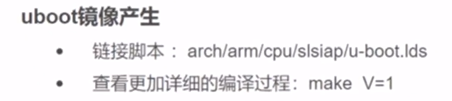 uboot镜像产生
• 链接脚本 ：arch/arm/cpu/slsiap/u-boot.lds
• 查看更加详细的编译过程：make V=1